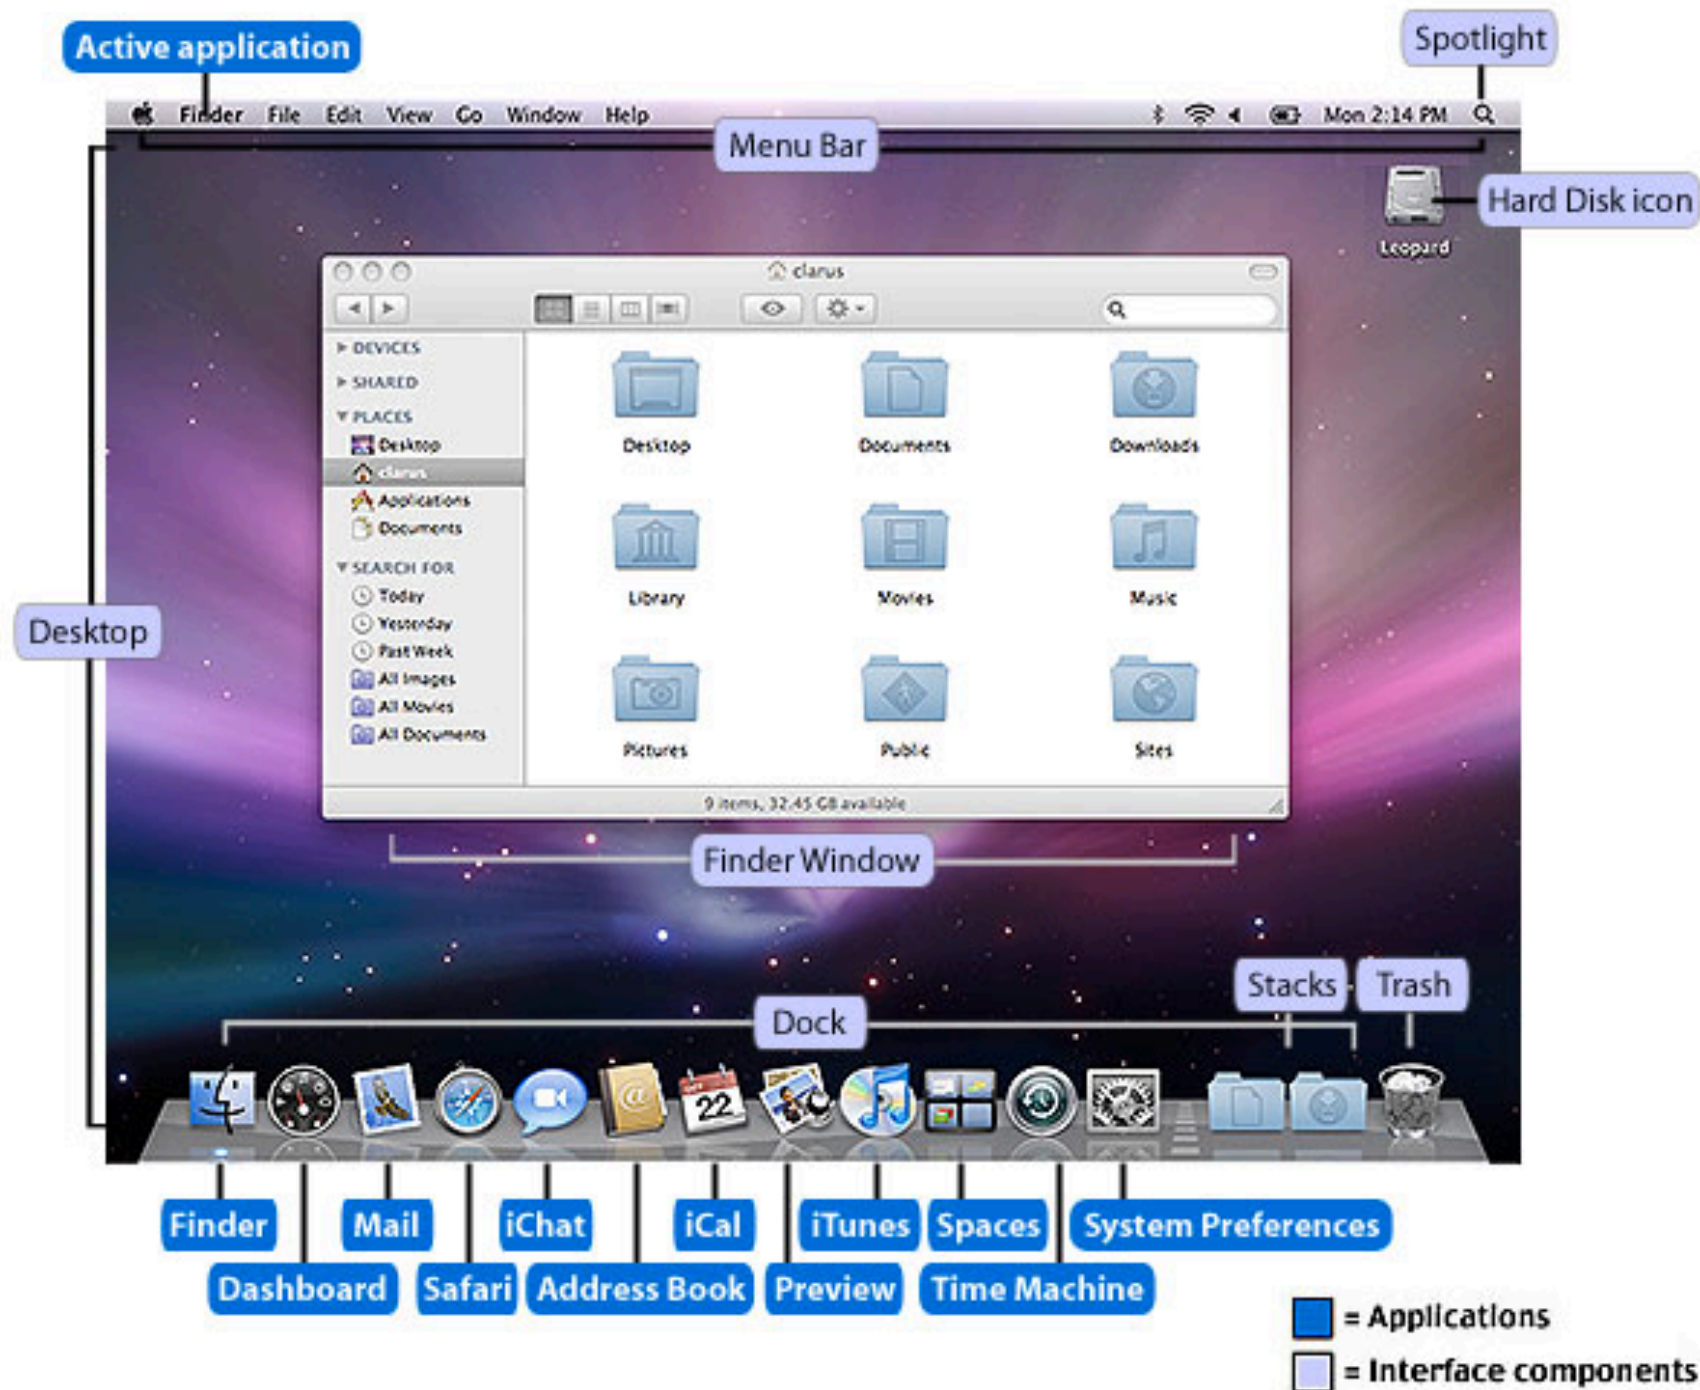 Active application
Spotlight
Finder File Edit View Go Window Help Mon 2:14 PM
Menu Bar
Hard Disk icon
Leopard
clarus
DEVICES
SHARED
PLACES
Desktop
clarus
Applications
Documents
SEARCH FOR
Today
Yesterday
Past Week
All Images
All Movies
All Documents
Desktop Documents Downloads
Library Movies Music
Pictures Public Sites
9 items, 32.45 GB available
Desktop
Finder Window
Stacks Trash
Dock
22
Finder Mail iChat iCal iTunes Spaces System Preferences
Dashboard Safari Address Book Preview Time Machine
= Applications
= Interface components